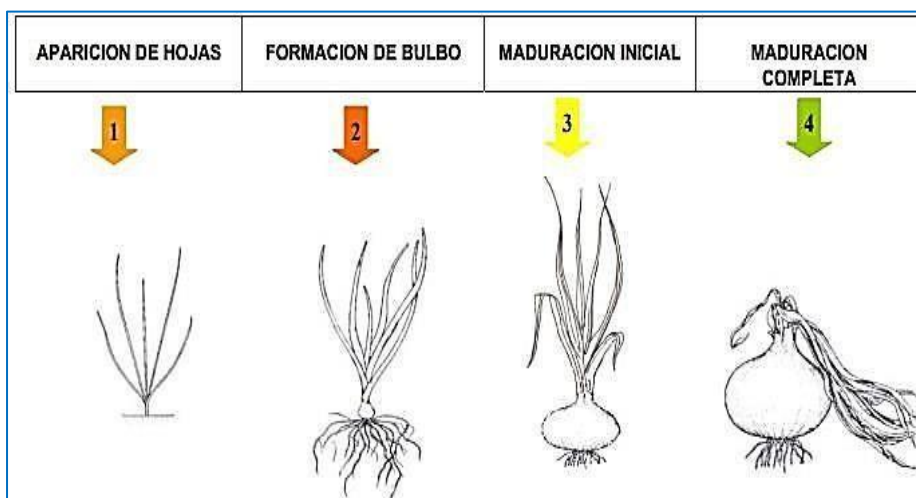 APARICION DE HOJAS
FORMACION DE BULBO
MADURACION INICIAL
MADURACION
COMPLETA
1
2
3
4